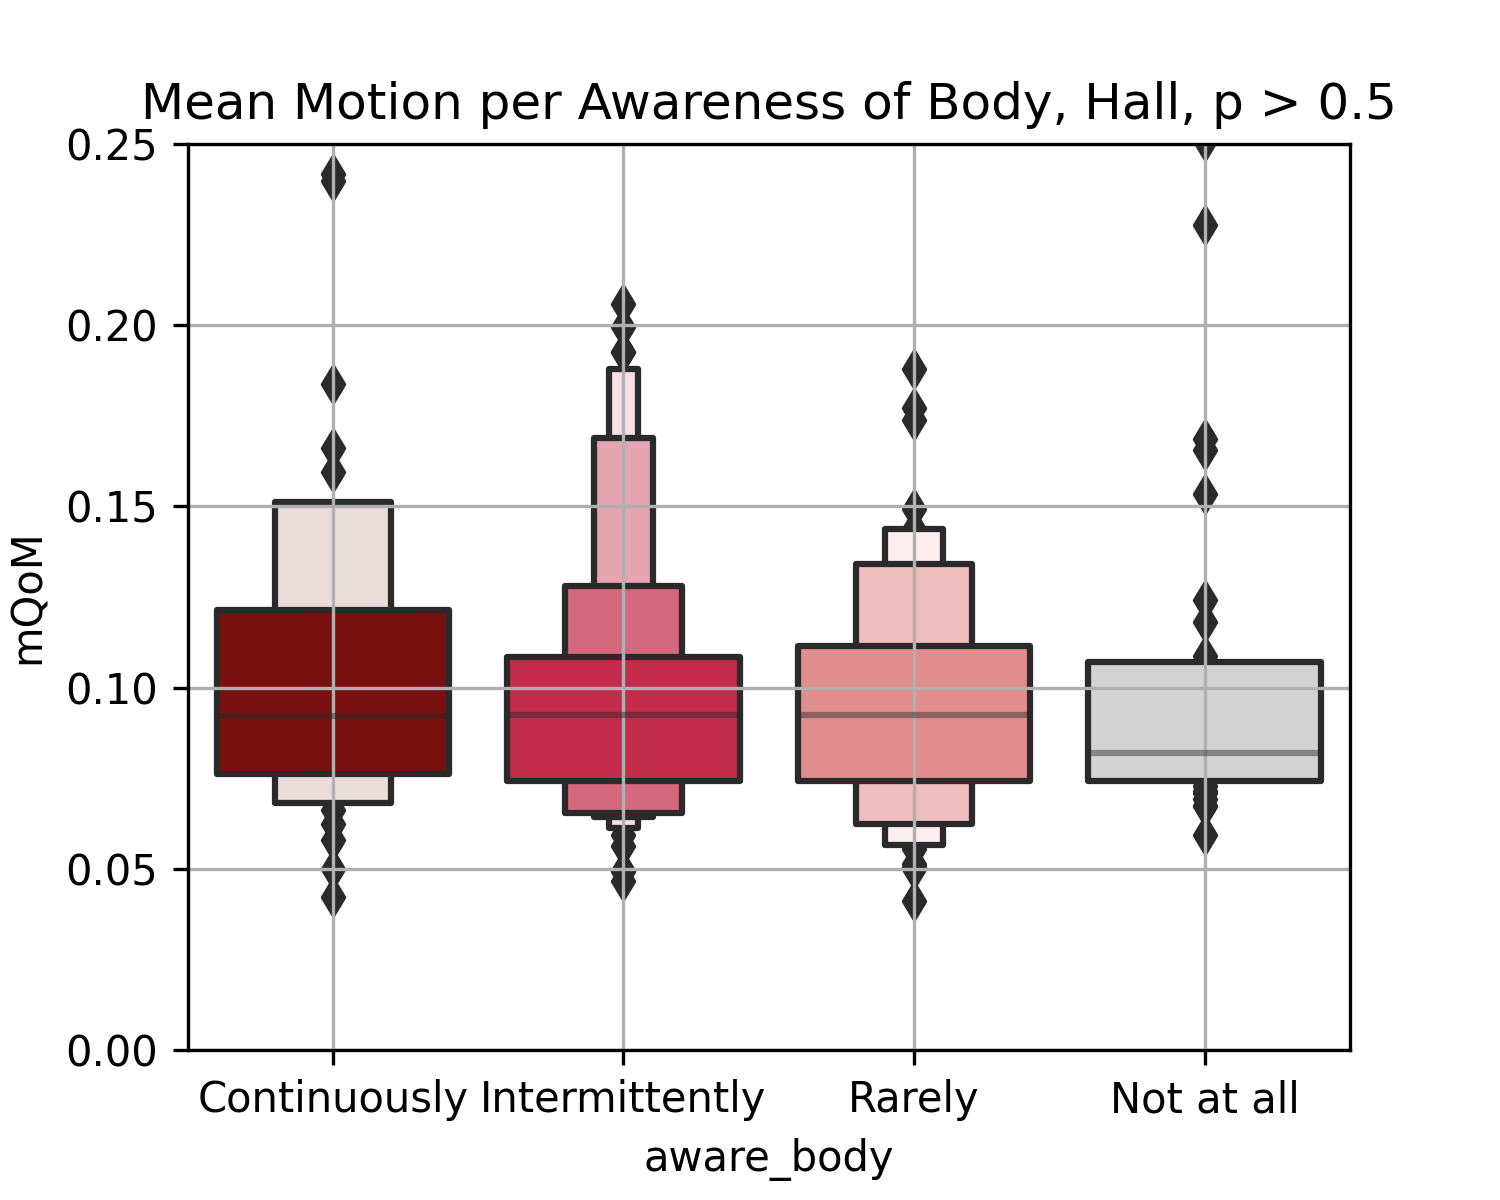 Mean Motion per Awareness of Body, Hall, p > 0.5
0.25
0.20
0.15
0.10
0.05
0.00
mQoM
Continuously Intermittently Rarely Not at all
aware_body